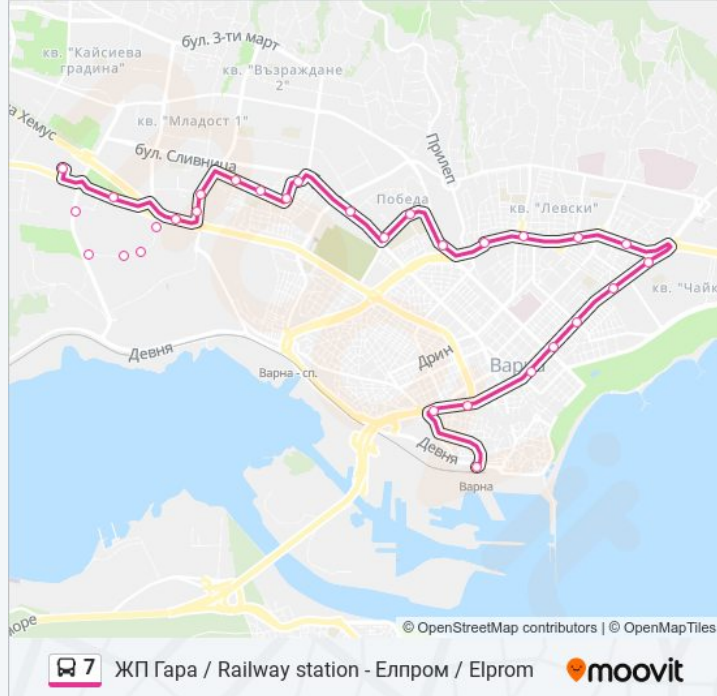 бул. 3-ти март
кв. "Кайсиева
градина"
кв. "Възраждане
2"
кв. "Младост 1"
ва Хемус
бул. Сливница
Прилеп
Победа
кв. "Левски"
кв. "Чайк
Девня
Варна - сп.
Дрин
Варна
Девня
Варна
море
© OpenStreetMap contributors | © OpenMapTiles
7 ЖП Гара / Railway station - Елпром / Elprom moovit